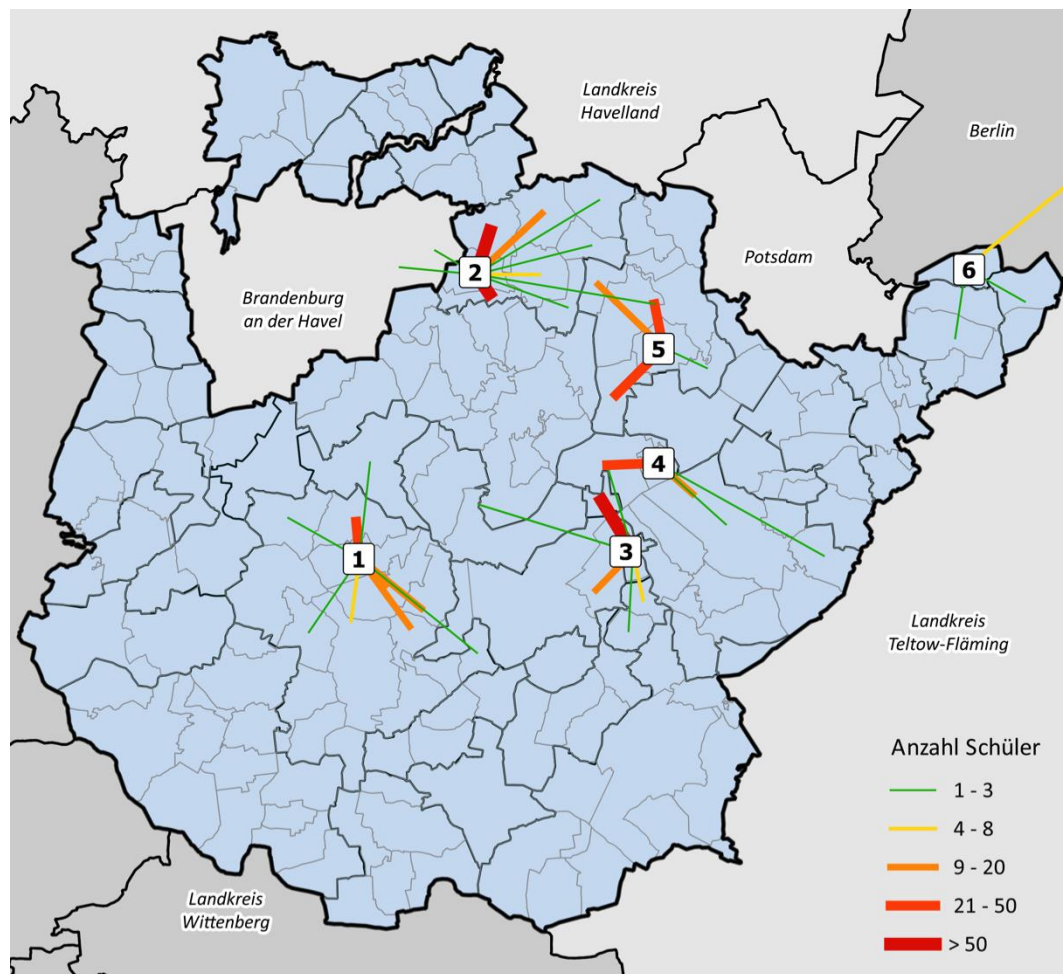 Landkreis
Havelland
Berlin
Potsdam
Brandenburg
an der Havel
2
6
5
4
3
1
Landkreis
Teltow-Fläming
Landkreis
Wittenberg
Anzahl Schüler
1 - 3
4 - 8
9 - 20
21 - 50
> 50